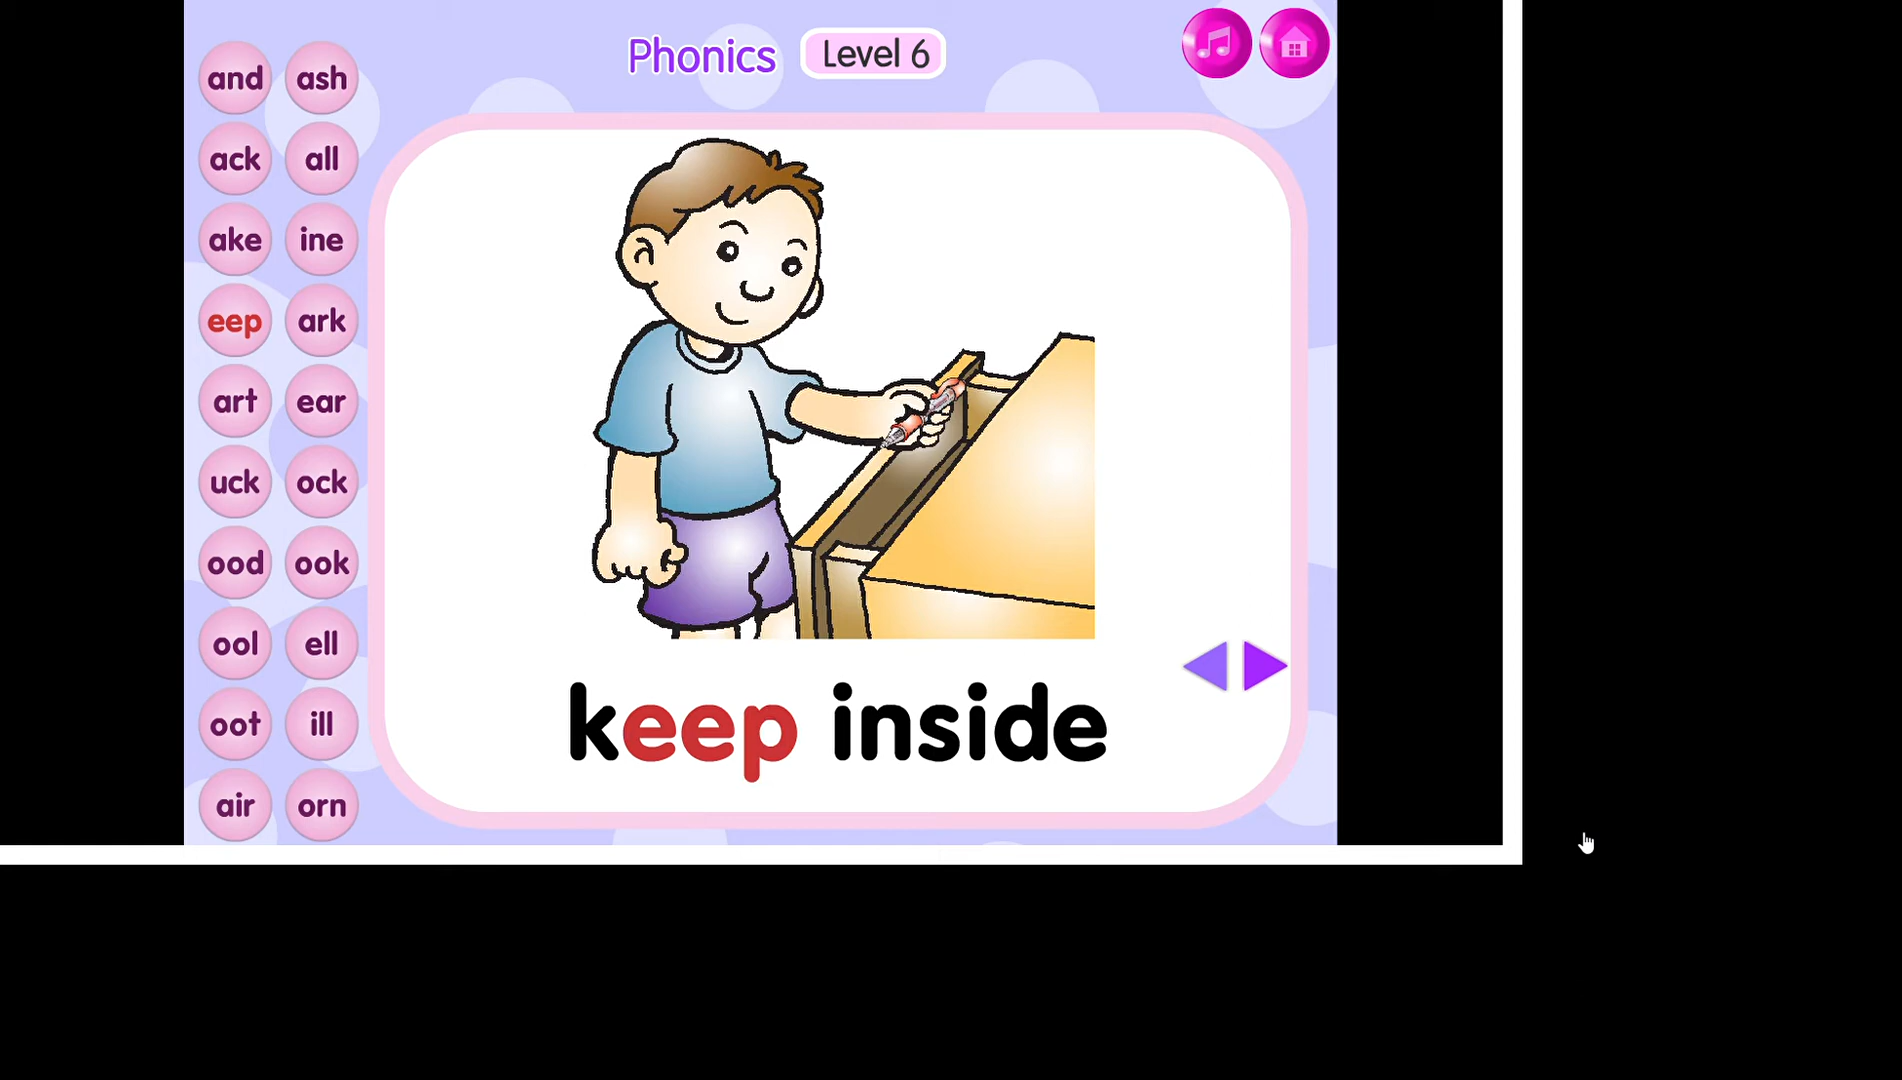 Phonics Level 6
and ash
ack all
ake ine
eep ark
art ear
uck ock
ood ook
ool ell
oot ill
air orn
keep inside